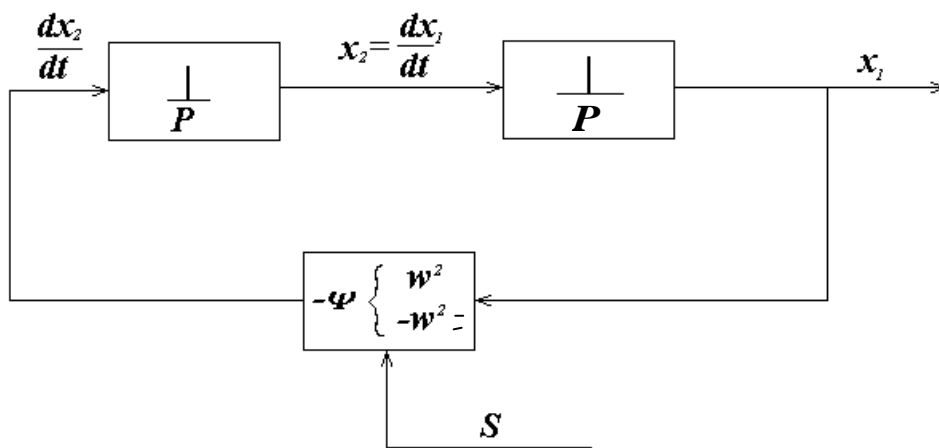 dx₂/dt
1/P
x₂ = dx₁/dt
1/P
x₁
-Ψ { w²
-w² =
S